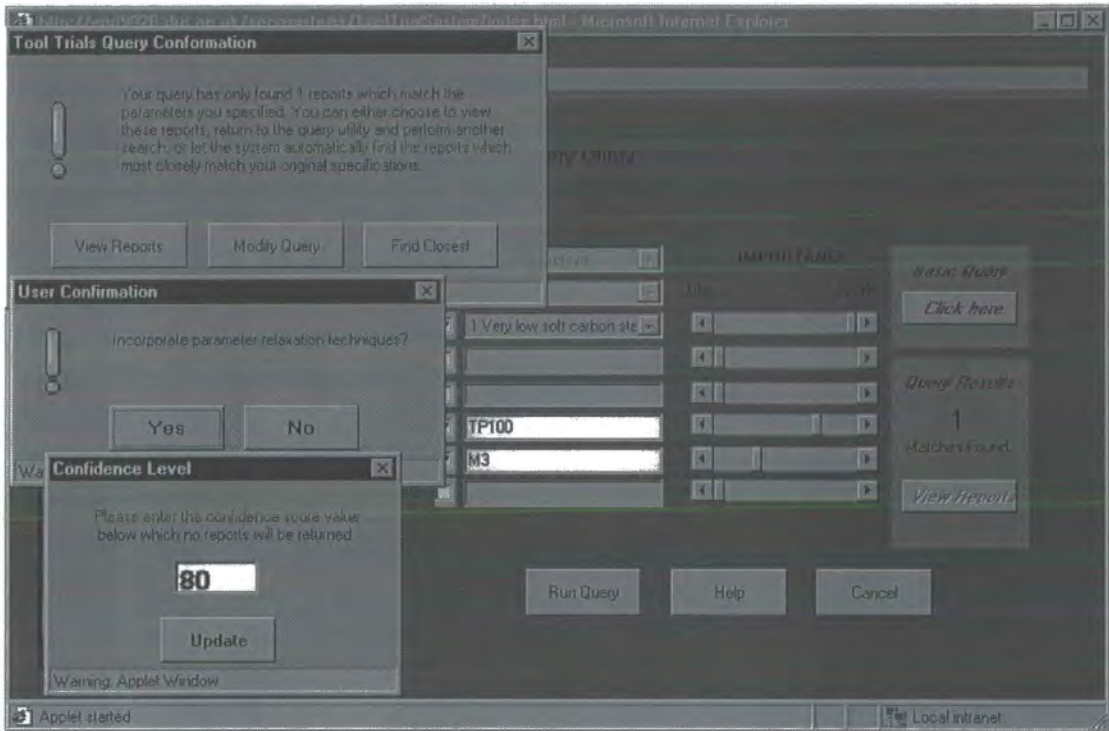 Microsoft Internet Explorer
Tool Trials Query Conformation
Your query has only found 1 reports which match the
parameters you specified. You can either choose to view
these reports, return to the query utility and perform another
search, or let the system automatically find the reports which
most closely match your original specifications.
View Reports
Modify Query
Find Closest
Utility
User Confirmation
Incorporate parameter relaxation techniques?
Yes
No
Confidence Level
Please enter the confidence score value
below which no reports will be returned
80
Update
Warning: Applet Window
1 Very low soft carbon ste
TP100
M3
IMPORTANCE
Basic Query
Click here
Query Results
1
Matches Found
View Reports
Run Query
Help
Cancel
Applet started
Local intranet